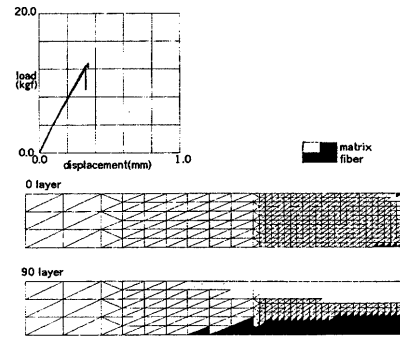 20.0
load
(kgf)
0.0
0.0
1.0
displacement(mm)
matrix
fiber
0 layer
90 layer